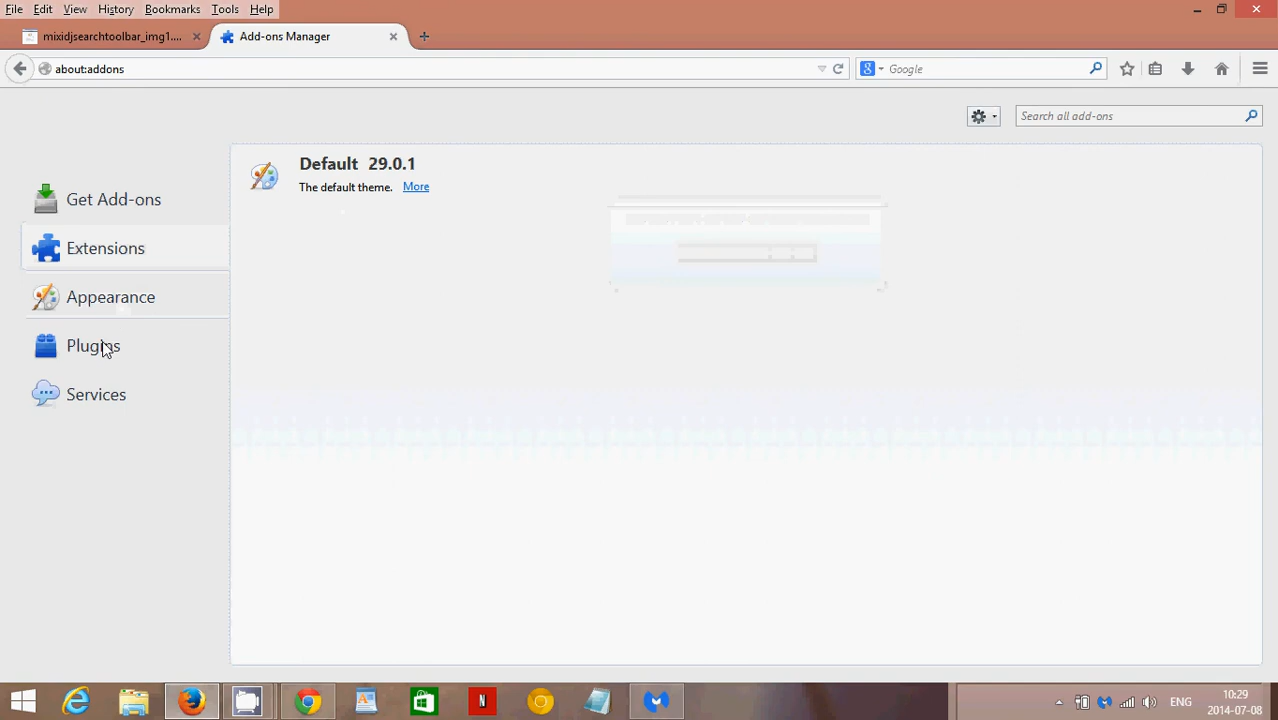 File Edit View History Bookmarks Tools Help
mixidjsearchtoolbar_img1....
Add-ons Manager
about:addons
Google
Search all add-ons
Default 29.0.1
The default theme. More
Get Add-ons
Extensions
Appearance
Plugins
Services
ENG
10:29
2014-07-08